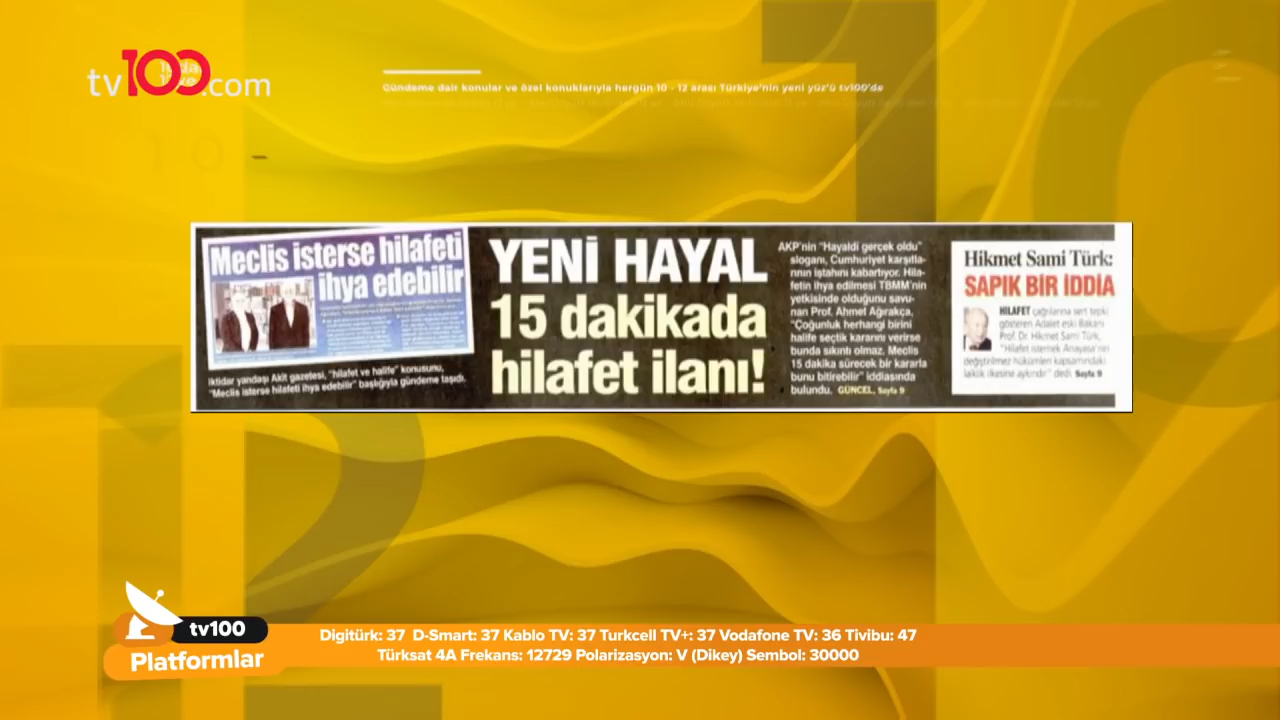 tv100.com
Gündeme dair konular ve özel konuklarıyla hergün 10 - 12 arası Türkiye'nin yeni yüz'ü tv100'de
Meclis isterse hilafeti
ihya edebilir
İktidar yandaşı Akit gazetesi, "hilafet ve halife" konusunu,
"Meclis isterse hilafeti ihya edebilir" başlığıyla gündeme taşıdı.
YENİ HAYAL
15 dakikada
hilafet ilanı!
AKP'nin "Hayaldi gerçek oldu"
sloganı, Cumhuriyet karşıtla-
rının iştahını kabartıyor. Hila-
fetin ihya edilmesi TBMM'nin
yetkisinde olduğunu savu-
nan Prof. Ahmet Ağırakça,
"Çoğunluk herhangi birini
halife seçtik kararını verirse
bunda sıkıntı olmaz. Meclis
15 dakika sürecek bir kararla
bunu bitirebilir" iddiasında
bulundu. GÜNCEL, Sayfa 9
Hikmet Sami Türk:
SAPIK BİR İDDİA
HİLAFET çağrılarına sert tepki
gösteren Adalet eski Bakanı
Prof. Dr. Hikmet Sami Türk,
"Hilafet istemek Anayasa'nın
değiştirilmez hükümleri kapsamındaki
laiklik ilkesine aykırıdır" dedi. Sayfa 9
tv100
Platformlar
Digitürk: 37 D-Smart: 37 Kablo TV: 37 Turkcell TV+: 37 Vodafone TV: 36 Tivibu: 47
Türksat 4A Frekans: 12729 Polarizasyon: V (Dikey) Sembol: 30000